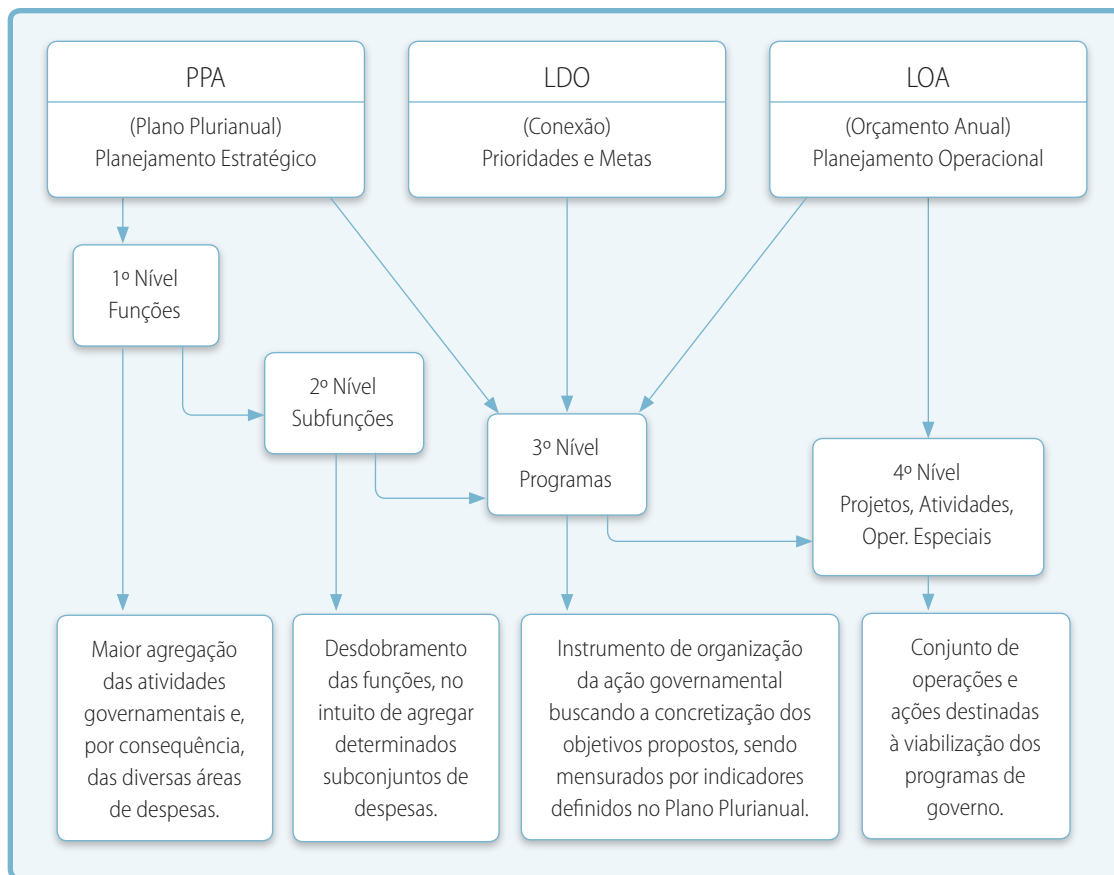 PPA
(Plano Plurianual)
Planejamento Estratégico
LDO
(Conexão)
Prioridades e Metas
LOA
(Orçamento Anual)
Planejamento Operacional
1º Nível
Funções
2º Nível
Subfunções
3º Nível
Programas
4º Nível
Projetos, Atividades,
Oper. Especiais
Maior agregação
das atividades
governamentais e,
por consequência,
das diversas áreas
de despesas.
Desdobramento
das funções, no
intuito de agregar
determinados
subconjuntos de
despesas.
Instrumento de organização
da ação governamental
buscando a concretização dos
objetivos propostos, sendo
mensurados por indicadores
definidos no Plano Plurianual.
Conjunto de
operações e
ações destinadas
à viabilização dos
programas de
governo.